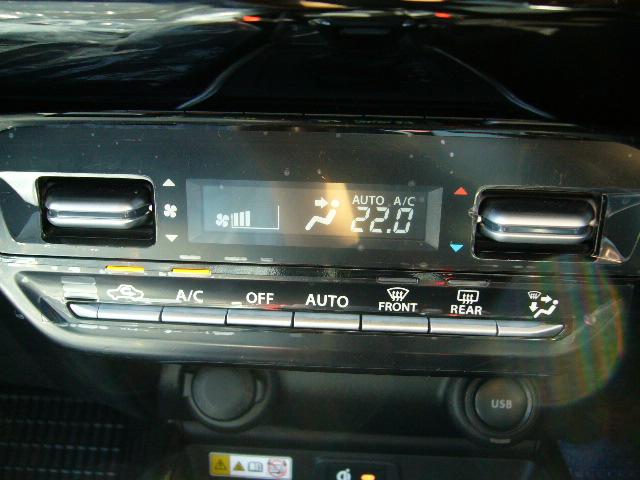 AUTO A/C
22.0
A/C OFF AUTO FRONT REAR
USB